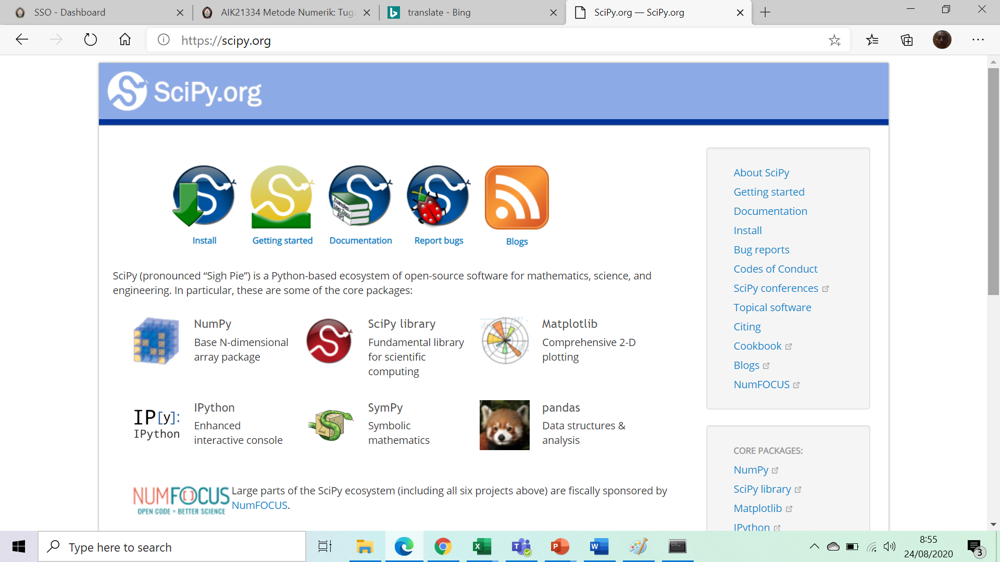 SSO - Dashboard
AIK21334 Metode Numerik: Tuga
translate - Bing
SciPy.org — SciPy.org
https://scipy.org
SciPy.org
Install
Getting started
Documentation
Report bugs
Blogs
Examples
User Docs
API
SciPy (pronounced “Sigh Pie”) is a Python-based ecosystem of open-source software for mathematics, science, and
engineering. In particular, these are some of the core packages:
NumPy
Base N-dimensional
array package
SciPy library
Fundamental library
for scientific
computing
Matplotlib
Comprehensive 2-D
plotting
IP[y]:
IPython
IPython
Enhanced
interactive console
SymPy
Symbolic
mathematics
pandas
Data structures &
analysis
NUMFOCUS
OPEN CODE = BETTER SCIENCE
Large parts of the SciPy ecosystem (including all six projects above) are fiscally sponsored by
NumFOCUS.
About SciPy
Getting started
Documentation
Install
Bug reports
Codes of Conduct
SciPy conferences
Topical software
Citing
Cookbook
Blogs
NumFOCUS
CORE PACKAGES:
NumPy
SciPy library
Matplotlib
IPython
Type here to search
8:55
24/08/2020
3